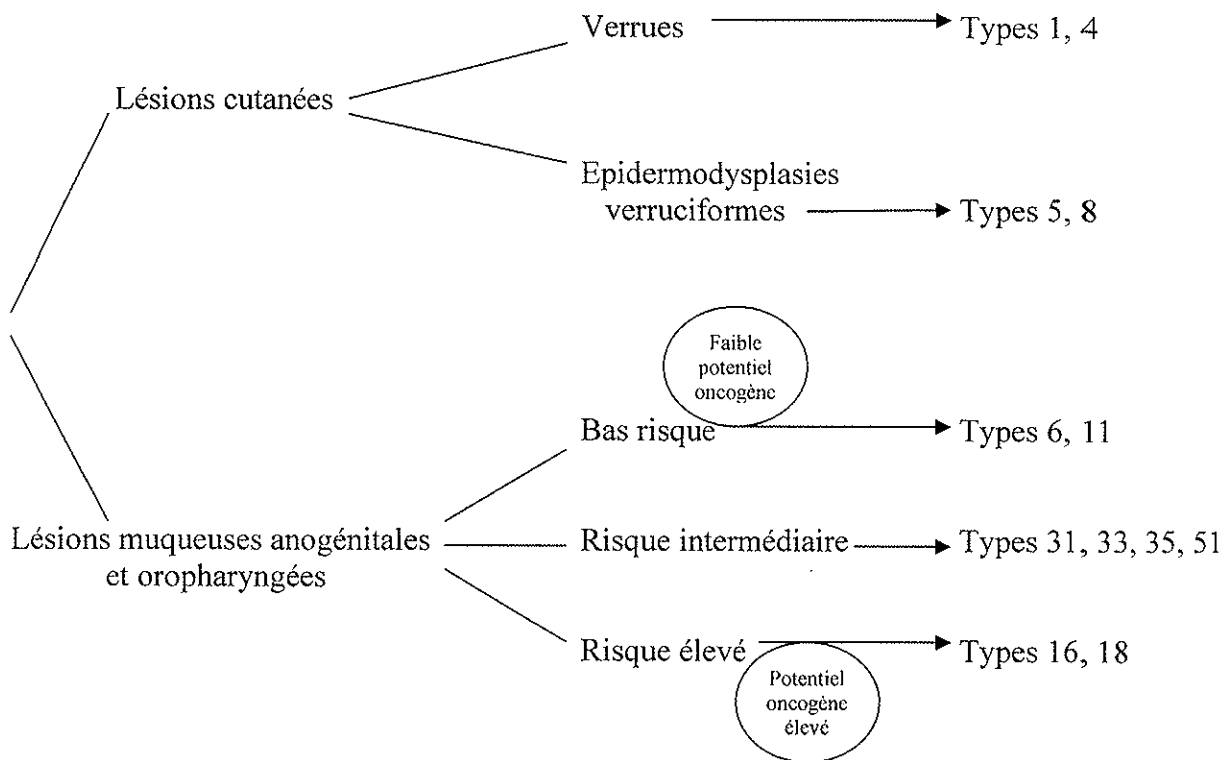 Verrues
Types 1, 4
Lésions cutanées
Epidermodysplasies
verruciformes
Types 5, 8
Faible
potentiel
oncogène
Bas risque
Types 6, 11
Lésions muqueuses anogénitales
et oropharyngées
Risque intermédiaire
Types 31, 33, 35, 51
Risque élevé
Types 16, 18
Potentiel
oncogène
élevé